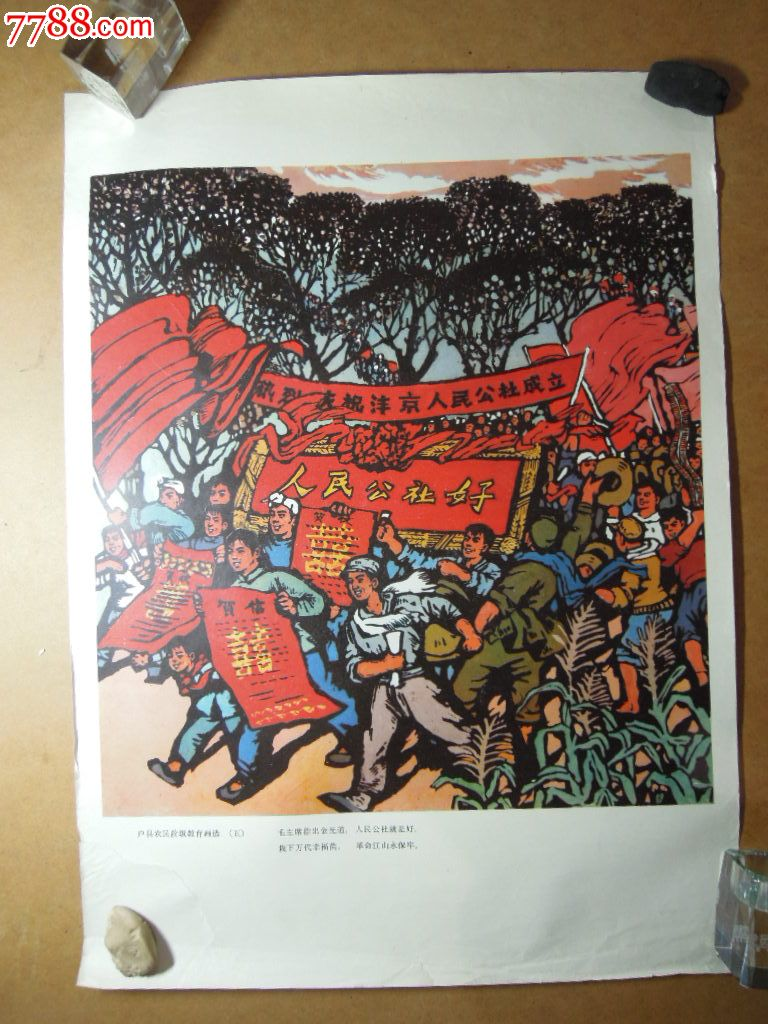 7788.com
热烈庆祝沣京人民公社成立
人民公社好
贺信
囍
贺信
囍
户县农民阶级教育画选 （五）
毛主席指出金光道， 人民公社就是好，
栽下万代幸福苗， 革命江山永保牢。